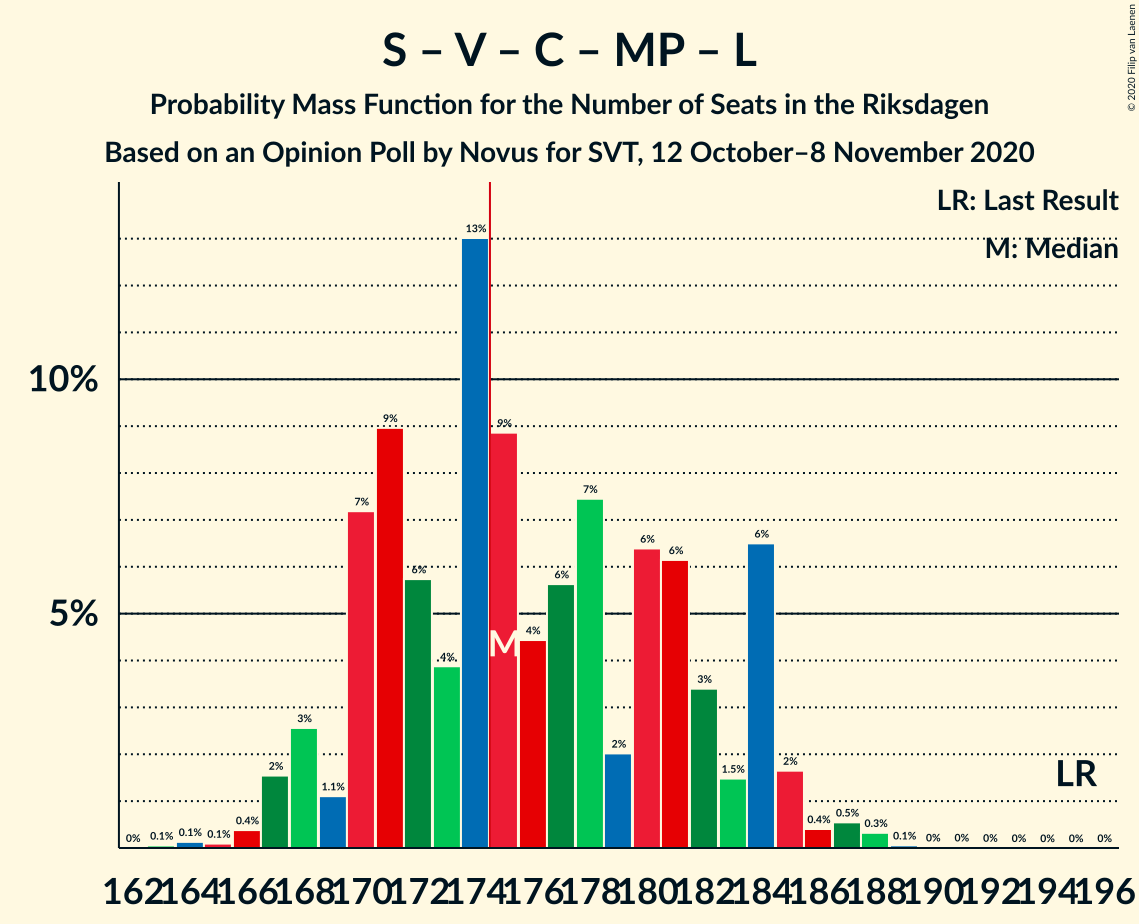 S – V – C – MP – L
Probability Mass Function for the Number of Seats in the Riksdagen
Based on an Opinion Poll by Novus for SVT, 12 October–8 November 2020
© 2020 Filip van Laenen
LR: Last Result
M: Median
10%
5%
0% 0.1% 0.1% 0.1% 0.4% 2% 3% 1.1% 7% 9% 6% 4% 13% 9% 4% 6% 7% 2% 6% 6% 3% 1.5% 6% 2% 0.4% 0.5% 0.3% 0.1% 0% 0% 0% 0% 0% 0% 0%
M
LR
162 164 166 168 170 172 174 176 178 180 182 184 186 188 190 192 194 196